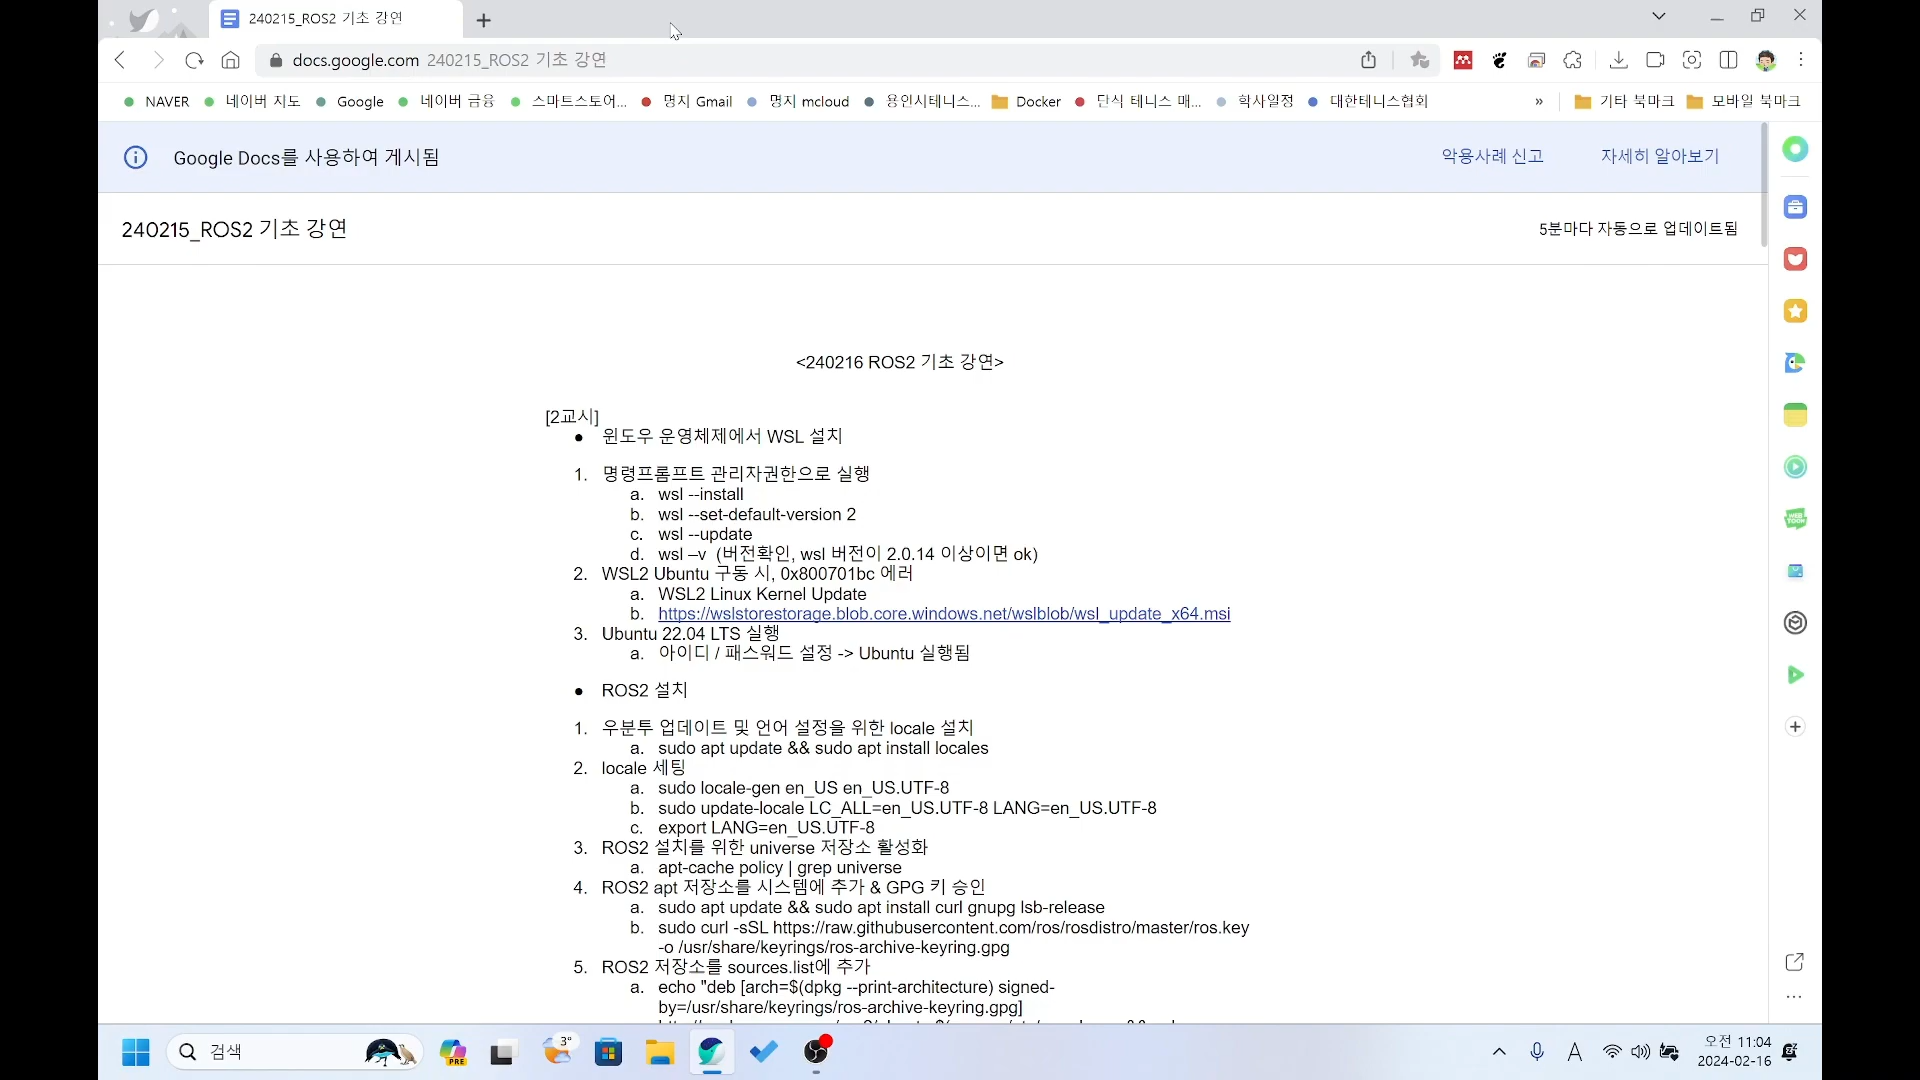 240215_ROS2 기초 강연
docs.google.com 240215_ROS2 기초 강연
NAVER 네이버 지도 Google 네이버 금융 스마트스토어... 명지 Gmail 명지 mcloud 용인시테니스... Docker 단식 테니스 매... 학사일정 대한테니스협회 » 기타 북마크 모바일 북마크
Google Docs를 사용하여 게시됨 악용사례 신고 자세히 알아보기
240215_ROS2 기초 강연 5분마다 자동으로 업데이트됨
<240216 ROS2 기초 강연>
[2교시]
● 윈도우 운영체제에서 WSL 설치
1. 명령프롬프트 관리자권한으로 실행
a. wsl --install
b. wsl --set-default-version 2
c. wsl --update
d. wsl –v (버전확인, wsl 버전이 2.0.14 이상이면 ok)
2. WSL2 Ubuntu 구동 시, 0x800701bc 에러
a. WSL2 Linux Kernel Update
b. https://wslstorestorage.blob.core.windows.net/wslblob/wsl_update_x64.msi
3. Ubuntu 22.04 LTS 실행
a. 아이디 / 패스워드 설정 -> Ubuntu 실행됨
● ROS2 설치
1. 우분투 업데이트 및 언어 설정을 위한 locale 설치
a. sudo apt update && sudo apt install locales
2. locale 세팅
a. sudo locale-gen en_US en_US.UTF-8
b. sudo update-locale LC_ALL=en_US.UTF-8 LANG=en_US.UTF-8
c. export LANG=en_US.UTF-8
3. ROS2 설치를 위한 universe 저장소 활성화
a. apt-cache policy | grep universe
4. ROS2 apt 저장소를 시스템에 추가 & GPG 키 승인
a. sudo apt update && sudo apt install curl gnupg lsb-release
b. sudo curl -sSL https://raw.githubusercontent.com/ros/rosdistro/master/ros.key
-o /usr/share/keyrings/ros-archive-keyring.gpg
5. ROS2 저장소를 sources.list에 추가
a. echo "deb [arch=$(dpkg --print-architecture) signed-
by=/usr/share/keyrings/ros-archive-keyring.gpg]
WEB TOON
검색 PRE 3° A 오전 11:04
2024-02-16